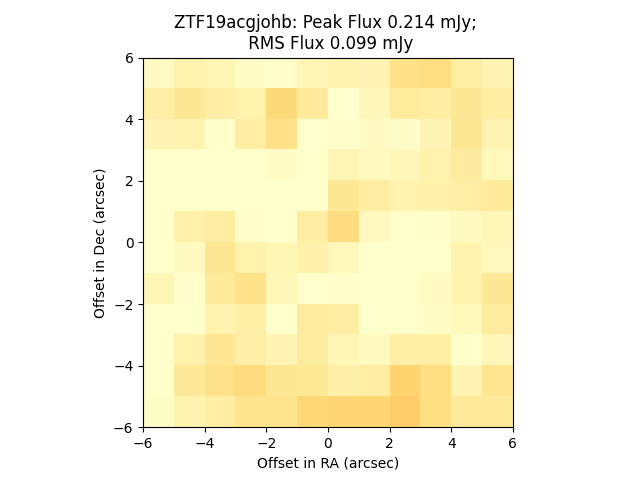 ZTF19acgjohb: Peak Flux 0.214 mJy;
RMS Flux 0.099 mJy
6
4
2
0
−2
−4
−6
Offset in Dec (arcsec)
−6 −4 −2 0 2 4 6
Offset in RA (arcsec)